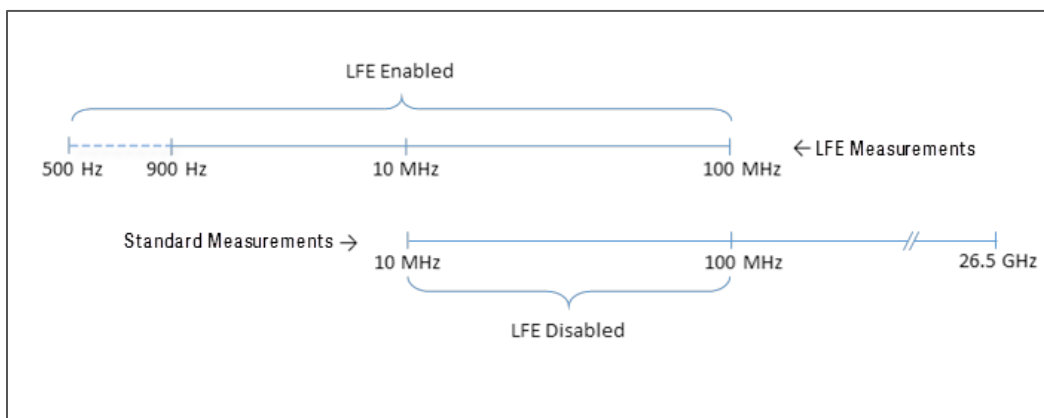 LFE Enabled
500 Hz 900 Hz 10 MHz 100 MHz ← LFE Measurements
Standard Measurements →
10 MHz 100 MHz 26.5 GHz
LFE Disabled